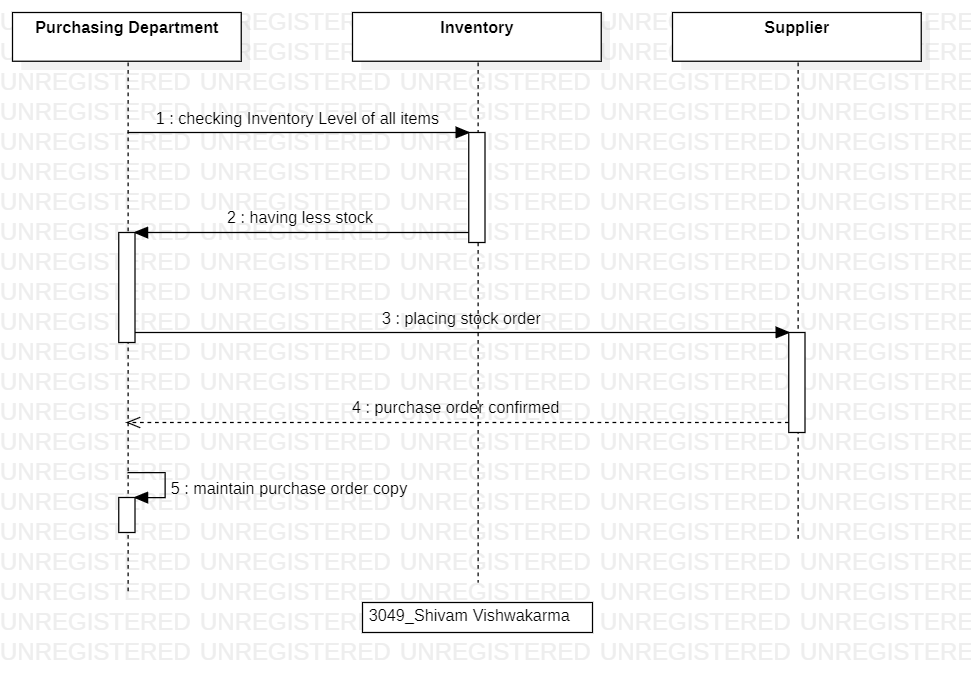 Purchasing Department
Inventory
Supplier
1 : checking Inventory Level of all items
2 : having less stock
3 : placing stock order
4 : purchase order confirmed
5 : maintain purchase order copy
3049_Shivam Vishwakarma
UNREGISTERED